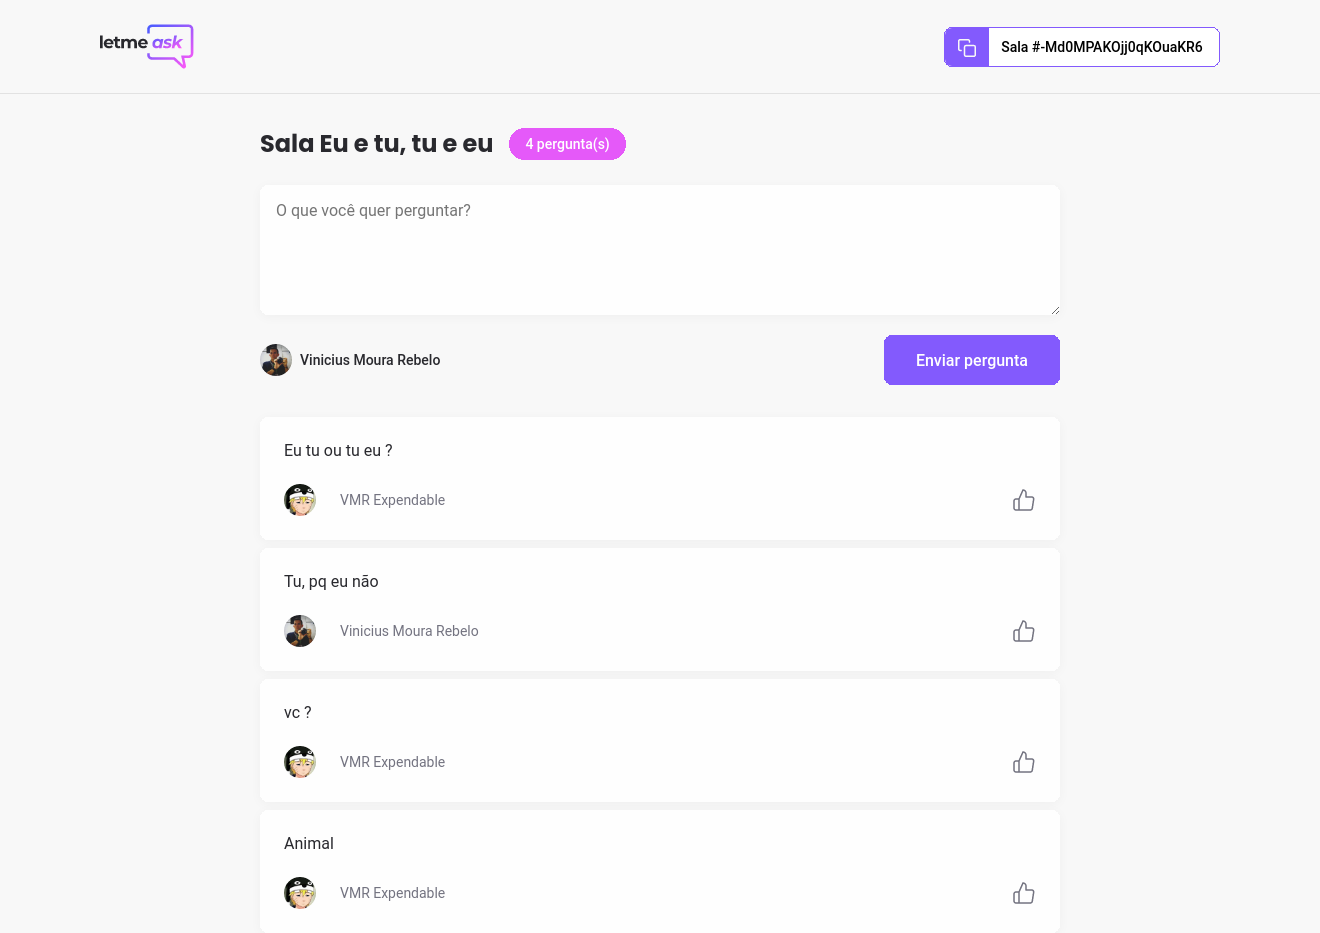 letme ask
Sala #-Md0MPAKOjj0qKOuaKR6
Sala Eu e tu, tu e eu
4 pergunta(s)
O que você quer perguntar?
Vinicius Moura Rebelo
Enviar pergunta
Eu tu ou tu eu ?
VMR Expendable
Tu, pq eu não
Vinicius Moura Rebelo
vc ?
VMR Expendable
Animal
VMR Expendable